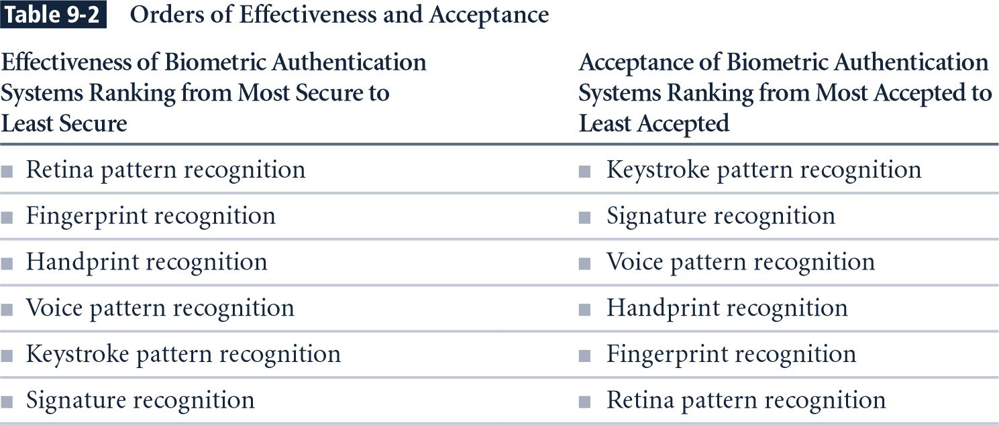 Table 9-2 Orders of Effectiveness and Acceptance
Effectiveness of Biometric Authentication
Systems Ranking from Most Secure to
Least Secure
Acceptance of Biometric Authentication
Systems Ranking from Most Accepted to
Least Accepted
Retina pattern recognition
Keystroke pattern recognition
Fingerprint recognition
Signature recognition
Handprint recognition
Voice pattern recognition
Voice pattern recognition
Handprint recognition
Keystroke pattern recognition
Fingerprint recognition
Signature recognition
Retina pattern recognition